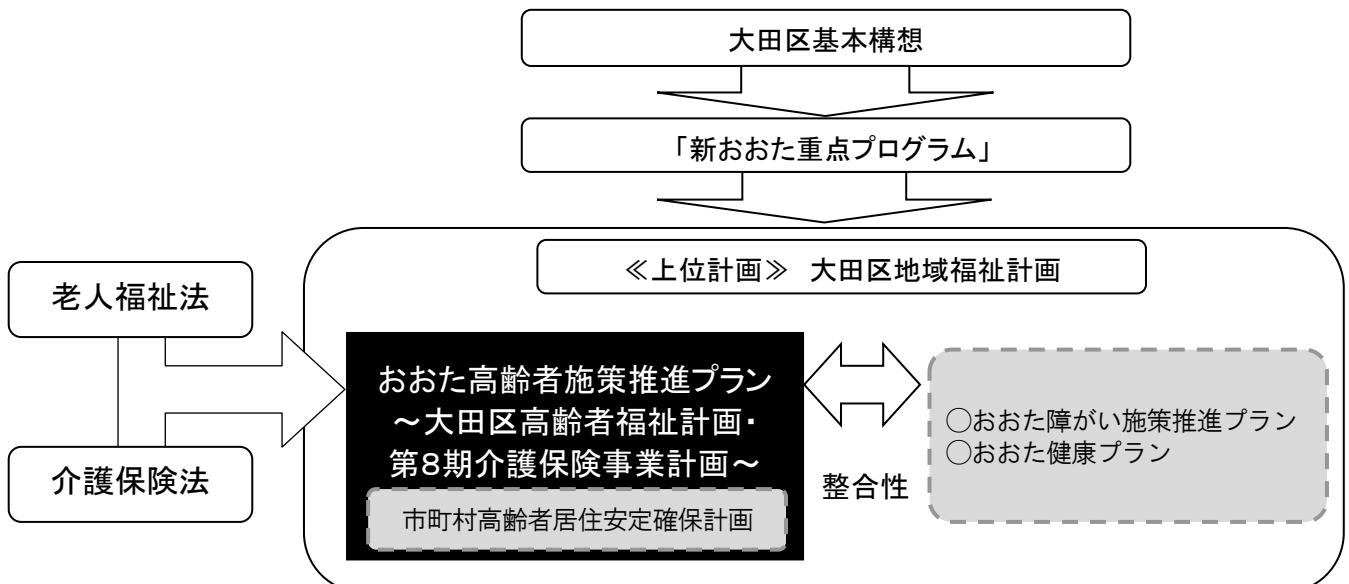 大田区基本構想
「新おおた重点プログラム」
≪上位計画≫ 大田区地域福祉計画
老人福祉法
介護保険法
おおた高齢者施策推進プラン
～大田区高齢者福祉計画・
第8期介護保険事業計画～
市町村高齢者居住安定確保計画
整合性
○おおた障がい施策推進プラン
○おおた健康プラン